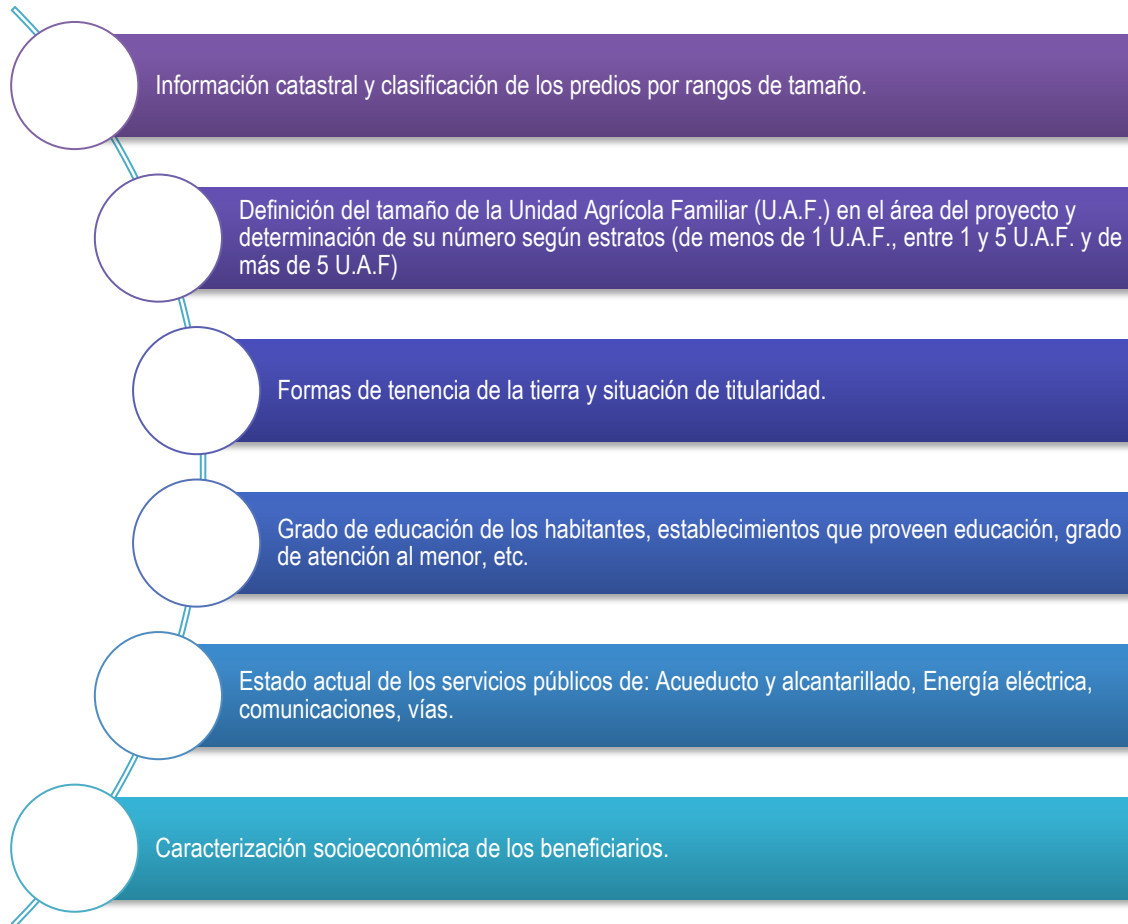 Información catastral y clasificación de los predios por rangos de tamaño.
Definición del tamaño de la Unidad Agrícola Familiar (U.A.F.) en el área del proyecto y
determinación de su número según estratos (de menos de 1 U.A.F., entre 1 y 5 U.A.F. y de
más de 5 U.A.F)
Formas de tenencia de la tierra y situación de titularidad.
Grado de educación de los habitantes, establecimientos que proveen educación, grado
de atención al menor, etc.
Estado actual de los servicios públicos de: Acueducto y alcantarillado, Energía eléctrica,
comunicaciones, vías.
Caracterización socioeconómica de los beneficiarios.